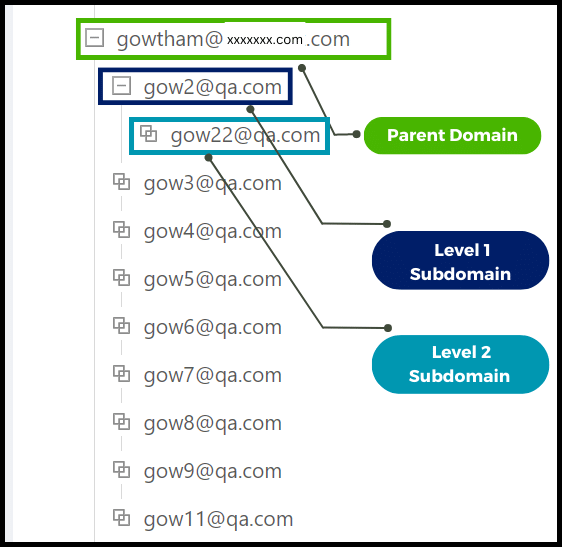 gowtham@ xxxxxxx.com .com
gow2@qa.com
gow22@qa.com
Parent Domain
gow3@qa.com
gow4@qa.com
Level 1
Subdomain
gow5@qa.com
gow6@qa.com
Level 2
Subdomain
gow7@qa.com
gow8@qa.com
gow9@qa.com
gow11@qa.com